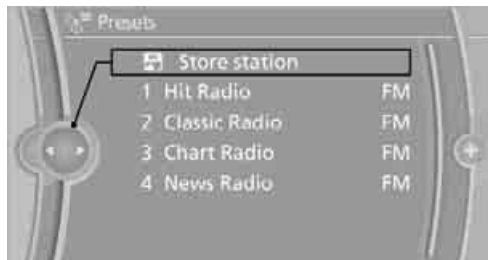 Presets
Store station
1 Hit Radio FM
2 Classic Radio FM
3 Chart Radio FM
4 News Radio FM